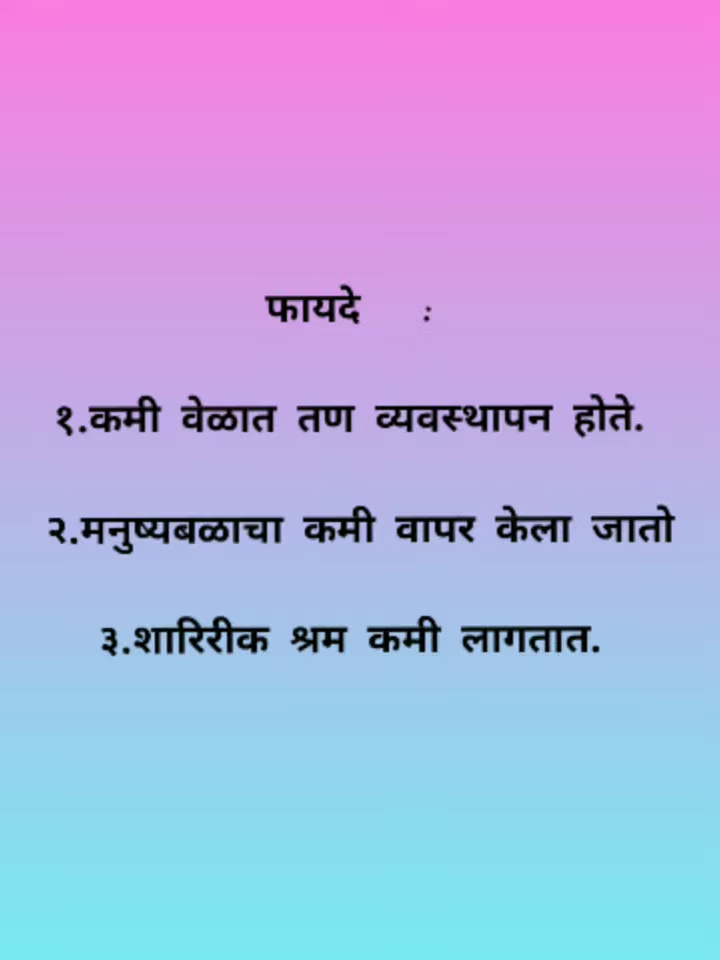 फायदे :
१.कमी वेळात तण व्यवस्थापन होते.
२.मनुष्यबळाचा कमी वापर केला जातो
३.शारिरीक श्रम कमी लागतात.